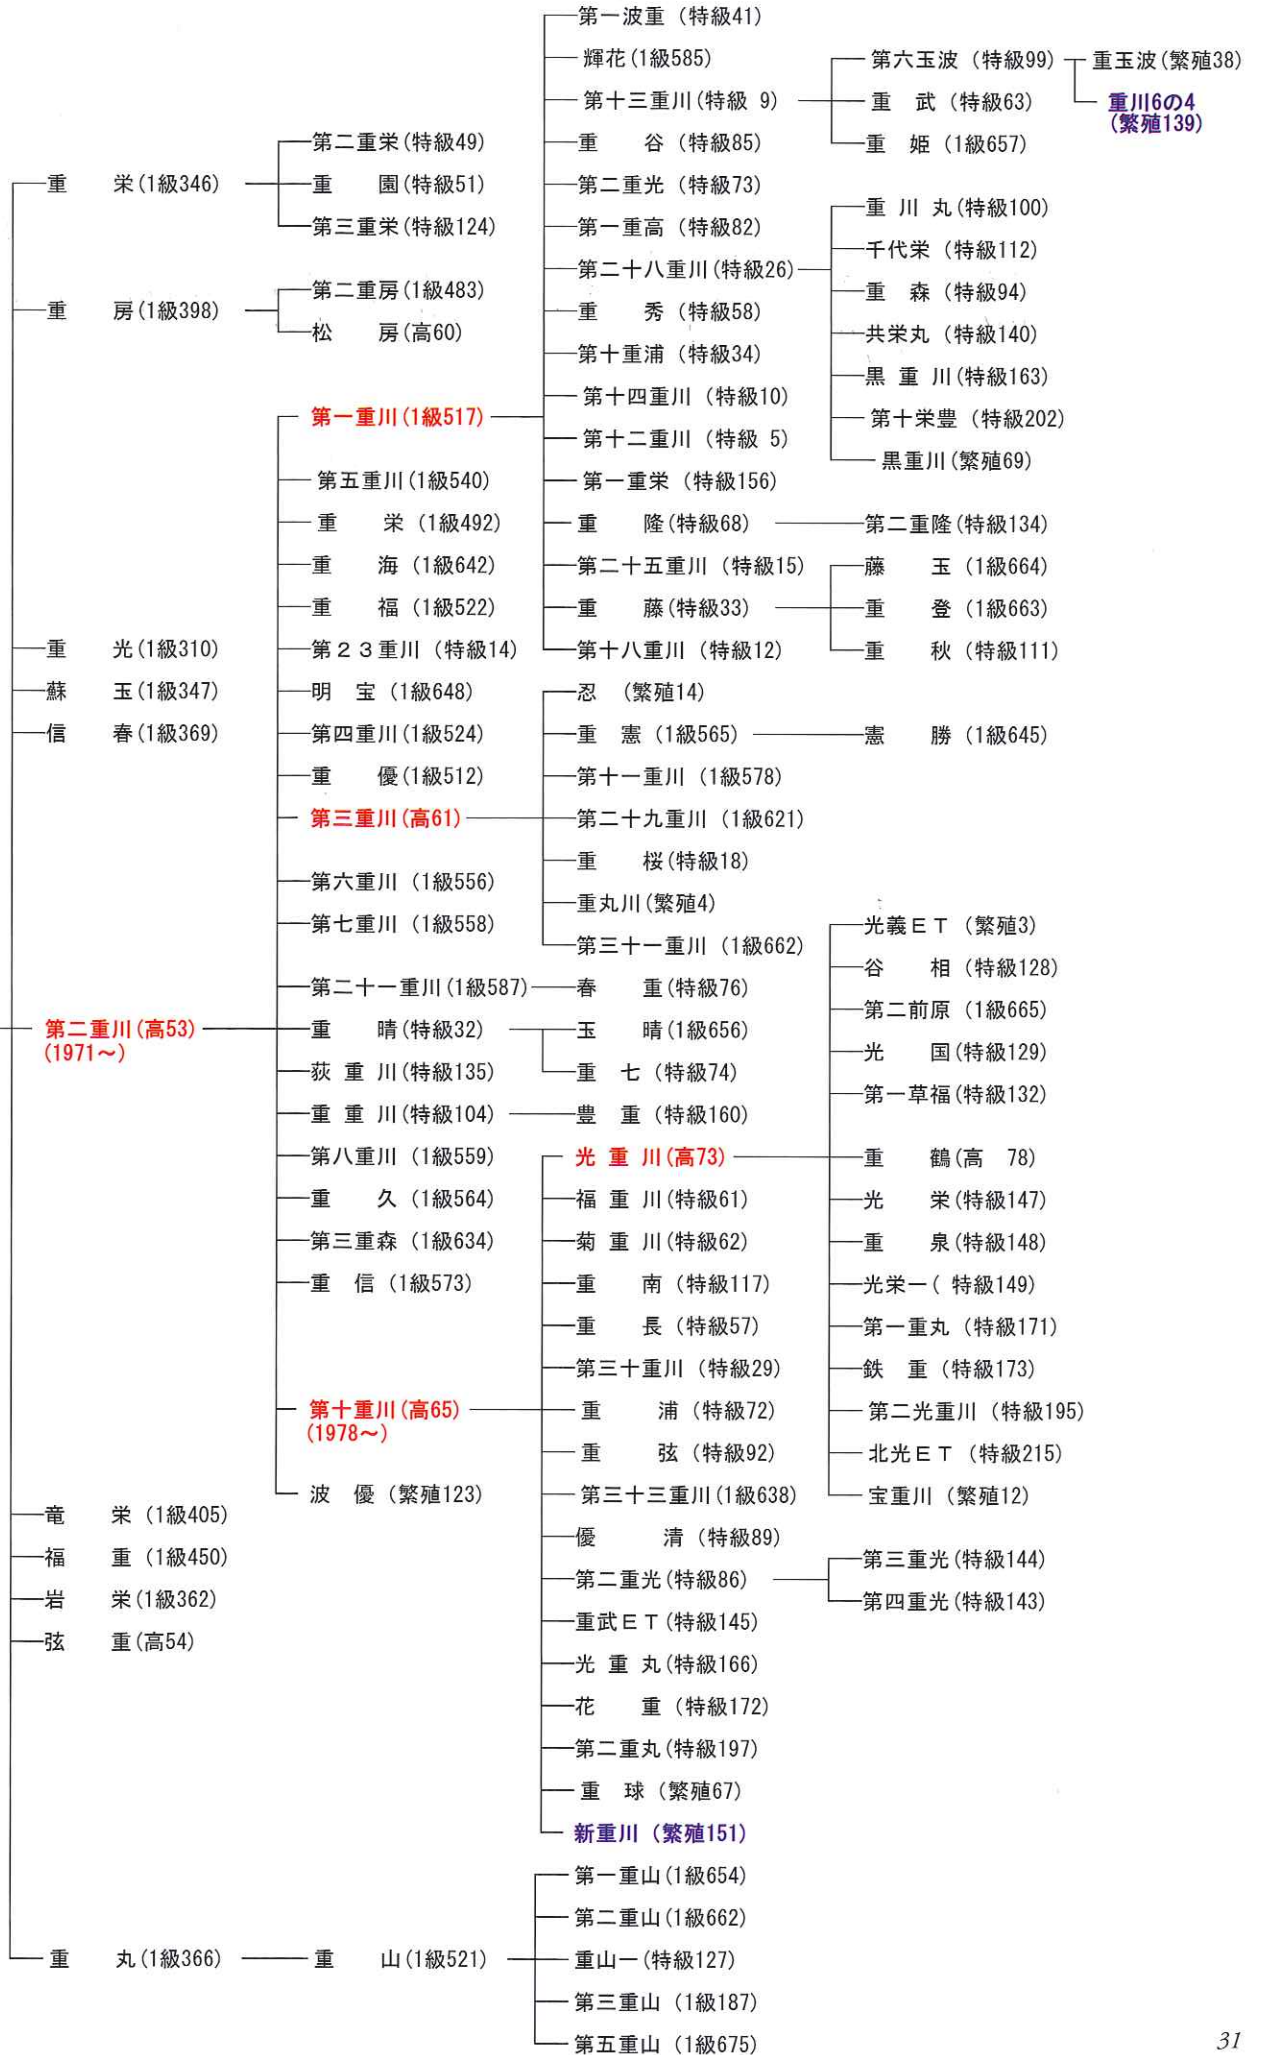 重　栄(1級346)
重　房(1級398)
重　光(1級310)
蘇　玉(1級347)
信　春(1級369)
第二重川(高53)
(1971～)
竜　栄(1級405)
福　重(1級450)
岩　栄(1級362)
弦　重(高54)
重　丸(1級366)
第二重栄(特級49)
重　園(特級51)
第三重栄(特級124)
第二重房(1級483)
松　房(高60)
第一重川(1級517)
第五重川(1級540)
重　栄(1級492)
重　海(1級642)
重　福(1級522)
第２３重川(特級14)
明　宝(1級648)
第四重川(1級524)
重　優(1級512)
第三重川(高61)
第六重川(1級556)
第七重川(1級558)
第二十一重川(1級587)
重　晴(特級32)
荻重川(特級135)
重重川(特級104)
第八重川(1級559)
重　久(1級564)
第三重森(1級634)
重　信(1級573)
第十重川(高65)
(1978～)
波　優(繁殖123)
重　山(1級521)
第一波重(特級41)
輝花(1級585)
第十三重川(特級 9)
重　谷(特級85)
第二重光(特級73)
第一重高(特級82)
第二十八重川(特級26)
重　秀(特級58)
第十重浦(特級34)
第十四重川(特級10)
第十二重川(特級 5)
第一重栄(特級156)
重　隆(特級68)
第二十五重川(特級15)
重　藤(特級33)
第十八重川(特級12)
忍　(繁殖14)
重　憲(1級565)
第十一重川(1級578)
第二十九重川(1級621)
重　桜(特級18)
重丸川(繁殖4)
第三十一重川(1級662)
春　重(特級76)
玉　晴(1級656)
重　七(特級74)
豊　重(特級160)
光重川(高73)
福重川(特級61)
菊重川(特級62)
重　南(特級117)
重　長(特級57)
第三十重川(特級29)
重　浦(特級72)
重　弦(特級92)
第三十三重川(1級638)
優　清(特級89)
第二重光(特級86)
重武ＥＴ(特級145)
光重丸(特級166)
花　重(特級172)
第二重丸(特級197)
重　球(繁殖67)
新重川(繁殖151)
第一重山(1級654)
第二重山(1級662)
重山一(特級127)
第三重山(1級187)
第五重山(1級675)
第六玉波(特級99)
重　武(特級63)
重　姫(1級657)
重川丸(特級100)
千代栄(特級112)
重　森(特級94)
共栄丸(特級140)
黒重川(特級163)
第十栄豊(特級202)
黒重川(繁殖69)
第二重隆(特級134)
藤　玉(1級664)
重　登(1級663)
重　秋(特級111)
憲　勝(1級645)
光義ＥＴ(繁殖3)
谷　相(特級128)
第二前原(1級665)
光　国(特級129)
第一草福(特級132)
重　鶴(高 78)
光　栄(特級147)
重　泉(特級148)
光栄一( 特級149)
第一重丸(特級171)
鉄　重(特級173)
第二光重川(特級195)
北光ＥＴ(特級215)
宝重川(繁殖12)
第三重光(特級144)
第四重光(特級143)
重玉波(繁殖38)
重川6の4
(繁殖139)
31